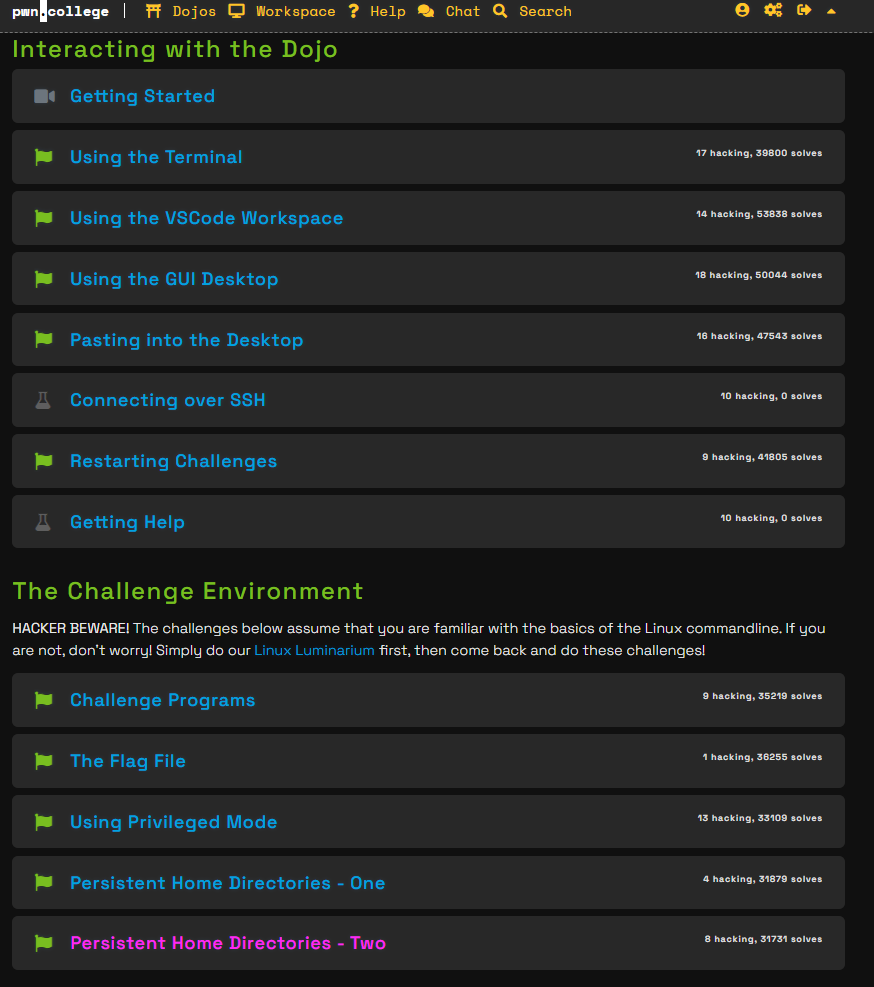 pwn.college | Dojos Workspace Help Chat Search
Interacting with the Dojo
Getting Started
Using the Terminal 17 hacking, 39800 solves
Using the VSCode Workspace 14 hacking, 53838 solves
Using the GUI Desktop 18 hacking, 50044 solves
Pasting into the Desktop 16 hacking, 47543 solves
Connecting over SSH 10 hacking, 0 solves
Restarting Challenges 9 hacking, 41805 solves
Getting Help 10 hacking, 0 solves
The Challenge Environment
HACKER BEWARE! The challenges below assume that you are familiar with the basics of the Linux commandline. If you
are not, don't worry! Simply do our Linux Luminarium first, then come back and do these challenges!
Challenge Programs 9 hacking, 35219 solves
The Flag File 1 hacking, 36255 solves
Using Privileged Mode 13 hacking, 33109 solves
Persistent Home Directories - One 4 hacking, 31879 solves
Persistent Home Directories - Two 8 hacking, 31731 solves